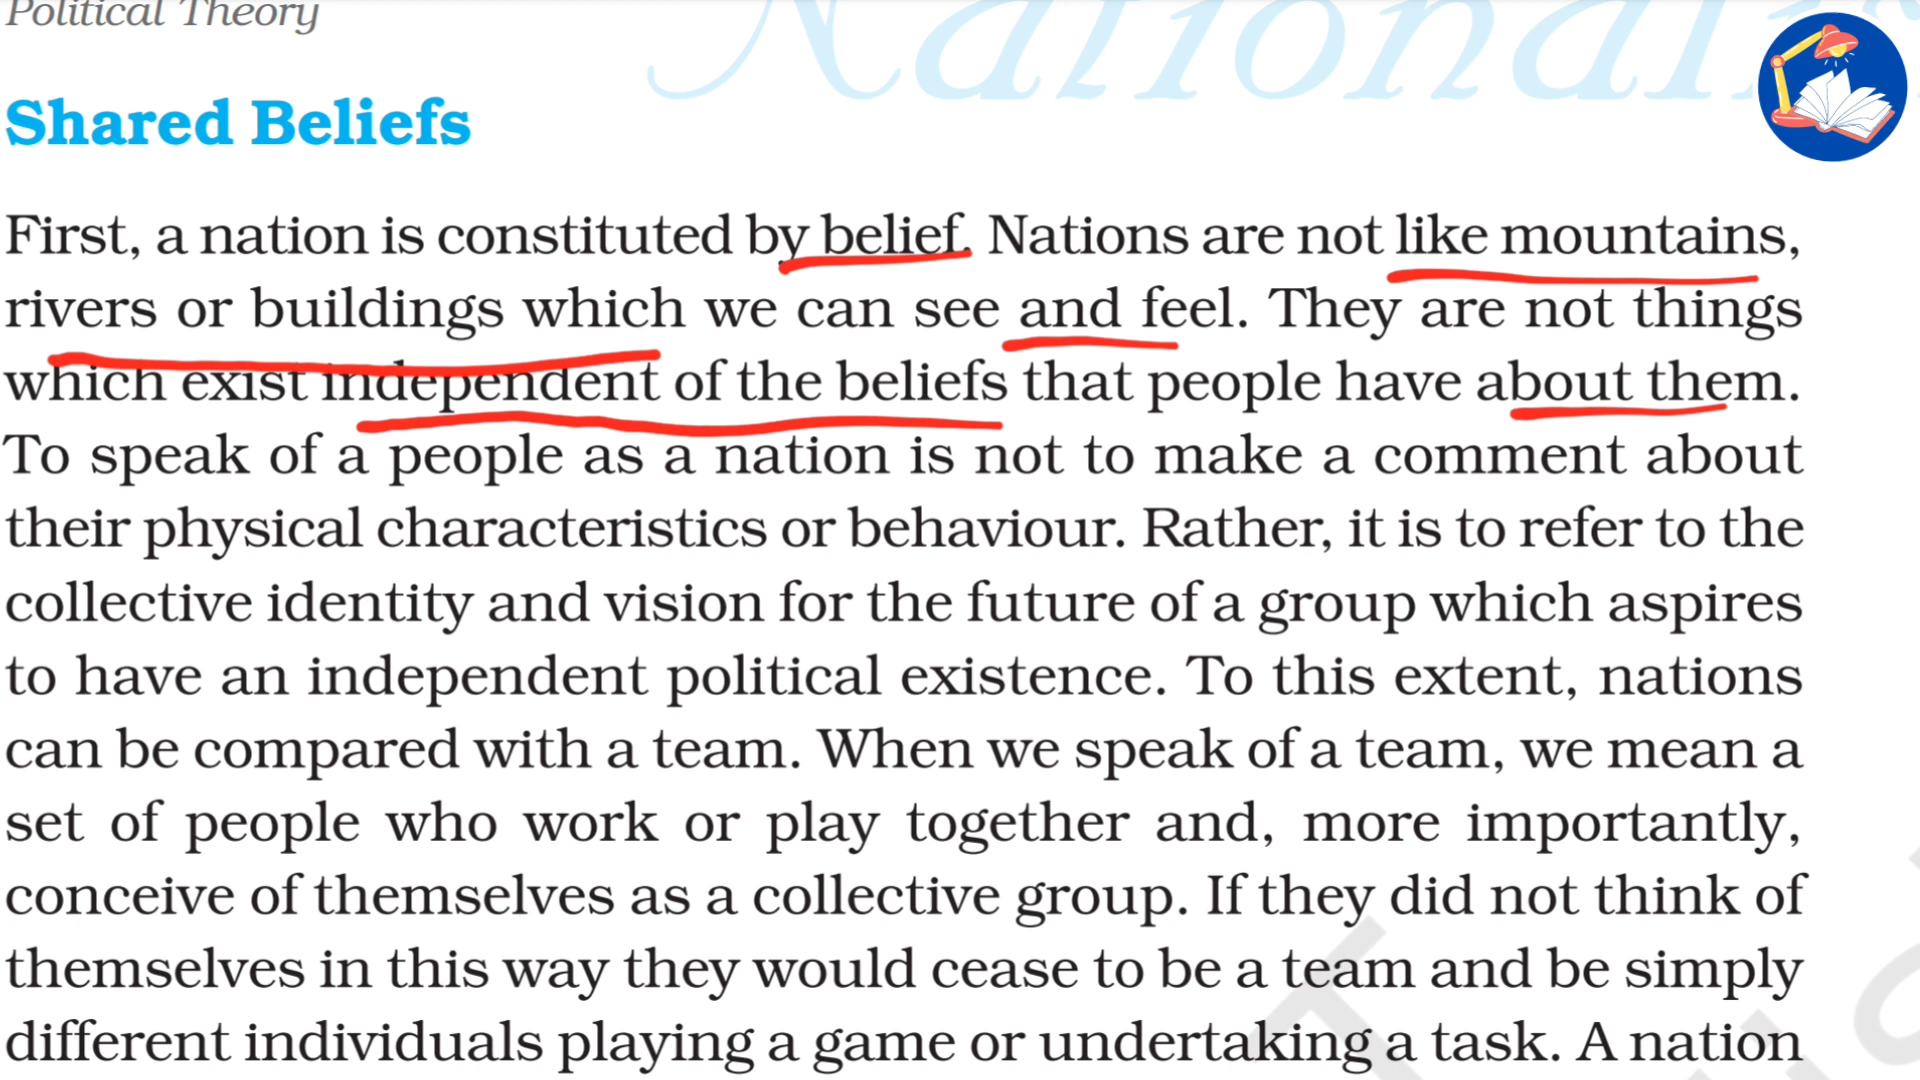 Political Theory
Nationalis
Shared Beliefs
First, a nation is constituted by belief. Nations are not like mountains,
rivers or buildings which we can see and feel. They are not things
which exist independent of the beliefs that people have about them.
To speak of a people as a nation is not to make a comment about
their physical characteristics or behaviour. Rather, it is to refer to the
collective identity and vision for the future of a group which aspires
to have an independent political existence. To this extent, nations
can be compared with a team. When we speak of a team, we mean a
set of people who work or play together and, more importantly,
conceive of themselves as a collective group. If they did not think of
themselves in this way they would cease to be a team and be simply
different individuals playing a game or undertaking a task. A nation